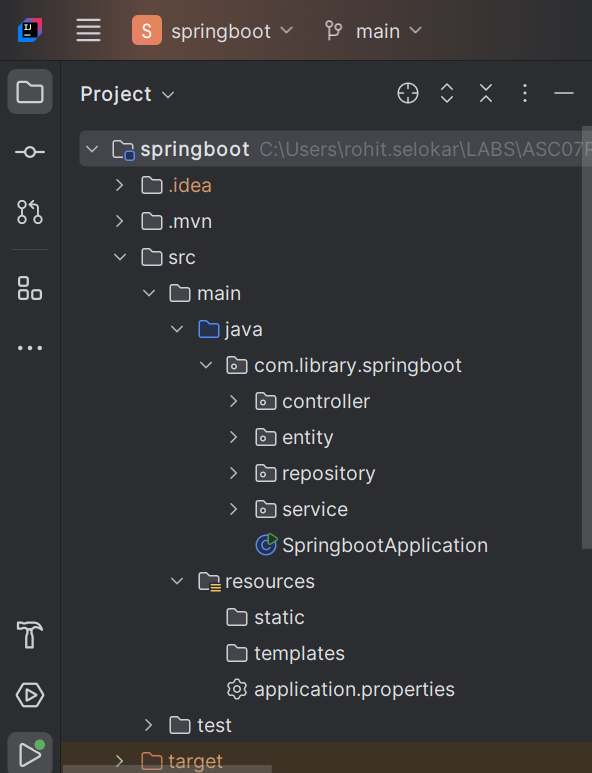 S springboot main
Project
springboot C:\Users\rohit.selokar\LABS\ASC07
.idea
.mvn
src
main
java
com.library.springboot
controller
entity
repository
service
SpringbootApplication
resources
static
templates
application.properties
test
target